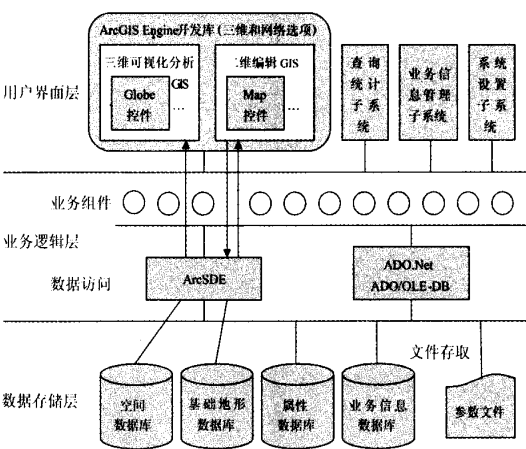 ArcGIS Engine开发库(三维和网络选项)
三维可视化分析
GIS
Globe
控件
...
二维编辑 GIS
Map
控件
...
用户界面层
查询
统计
子系
统
业务信
息管理
子系统
系统
设置
子系
统
业务组件
业务逻辑层
数据访问
ArcSDE
ADO.Net
ADO/OLE-DB
文件存取
数据存储层
空间
数据库
基础地形
数据库
属性
数据库
业务信息
数据库
参数文件